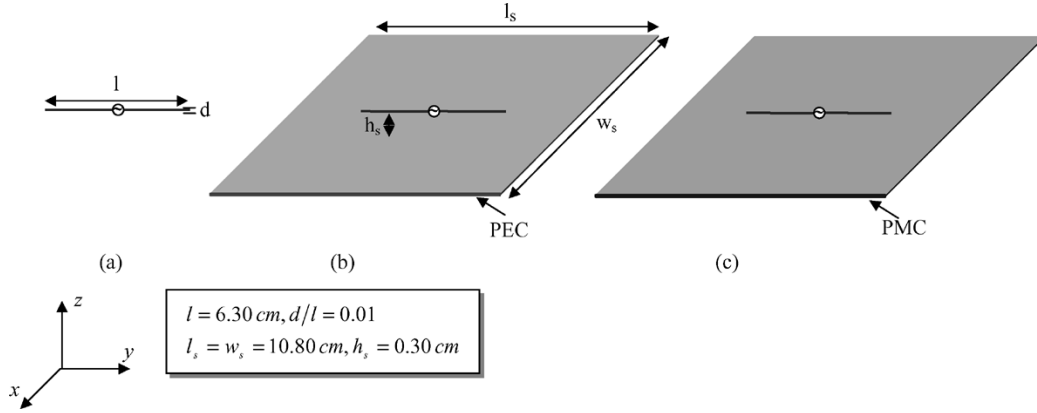 l
d
l_s
h_s
w_s
PEC
PMC
(a)
(b)
(c)
z
y
x
l = 6.30 cm, d/l = 0.01
l_s = w_s = 10.80 cm, h_s = 0.30 cm